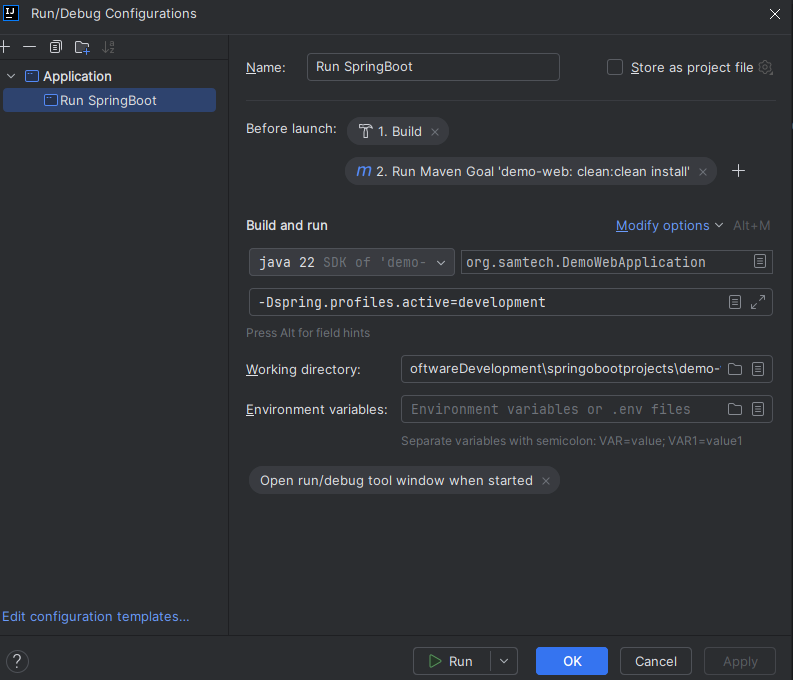 Run/Debug Configurations
Application
Run SpringBoot
Edit configuration templates...
Name:
Run SpringBoot
Store as project file
Before launch:
1. Build
2. Run Maven Goal 'demo-web: clean:clean install'
Build and run
Modify options
Alt+M
java 22 SDK of 'demo-
org.samtech.DemoWebApplication
-Dspring.profiles.active=development
Press Alt for field hints
Working directory:
oftwareDevelopment\springobootprojects\demo-
Environment variables:
Environment variables or .env files
Separate variables with semicolon: VAR=value; VAR1=value1
Open run/debug tool window when started
?
Run
OK
Cancel
Apply